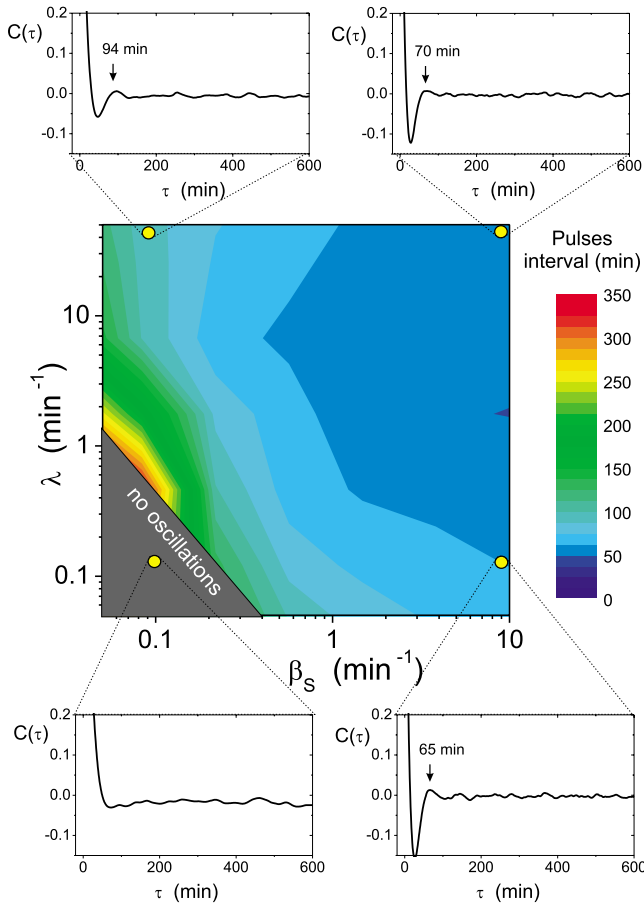 0.2
C(τ)
0.1
0.0
-0.1
94 min
0 200 400 600
τ (min)
0.2
C(τ)
0.1
0.0
-0.1
70 min
0 200 400 600
τ (min)
10
1
0.1
λ (min⁻¹)
no oscillations
0.1 1 10
β_S (min⁻¹)
Pulses
interval (min)
350
300
250
200
150
100
50
0
0.2
C(τ)
0.1
0.0
-0.1
0 200 400 600
τ (min)
0.2
C(τ)
0.1
0.0
-0.1
65 min
0 200 400 600
τ (min)